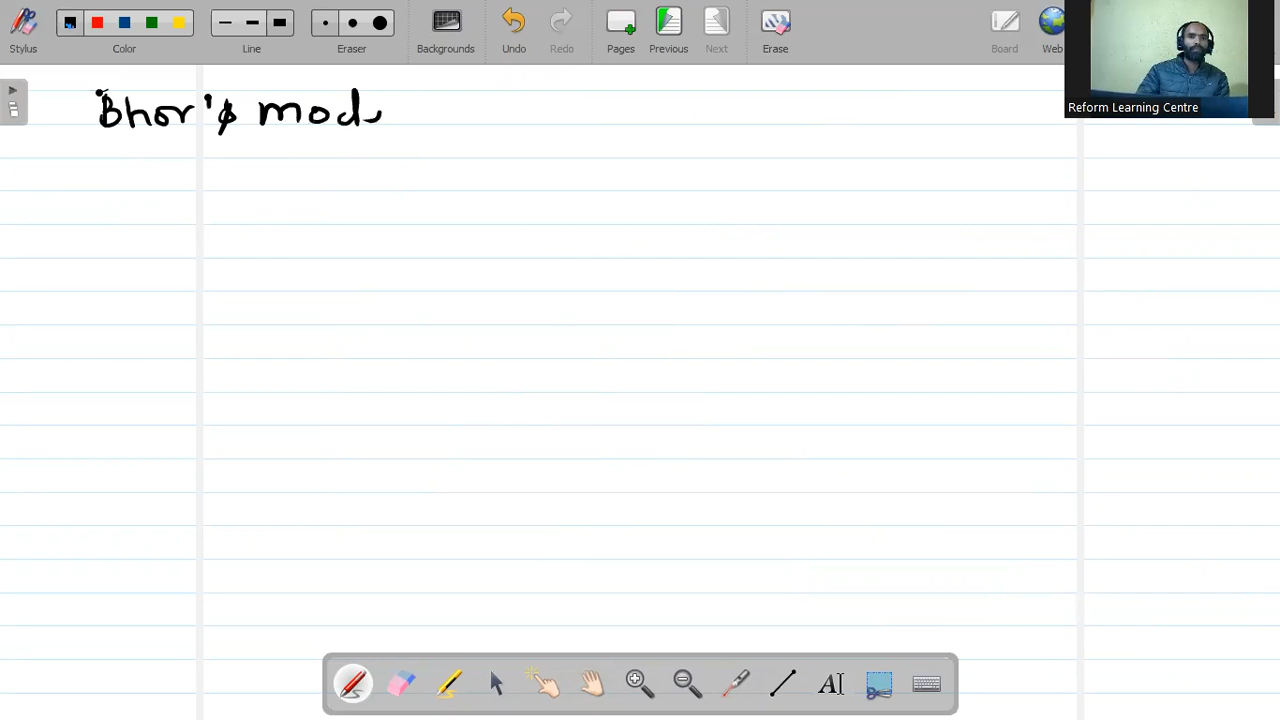 Stylus
Color
Line
Eraser
Backgrounds
Undo
Redo
Pages
Previous
Next
Erase
Board
Web
Reform Learning Centre
Bhor's mod